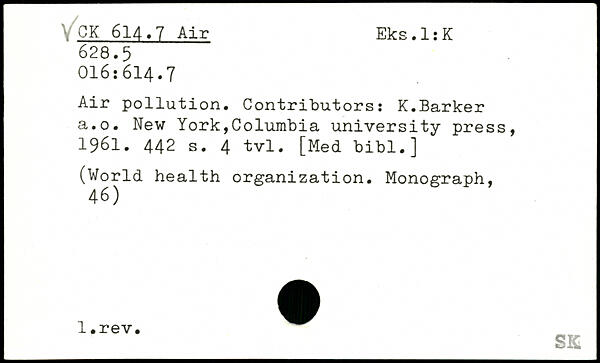 √ CK 614.7 Air Eks.1:K
628.5
016:614.7
Air pollution. Contributors: K.Barker
a.o. New York,Columbia university press,
1961. 442 s. 4 tvl. [Med bibl.]
(World health organization. Monograph,
46)
1.rev.
SK